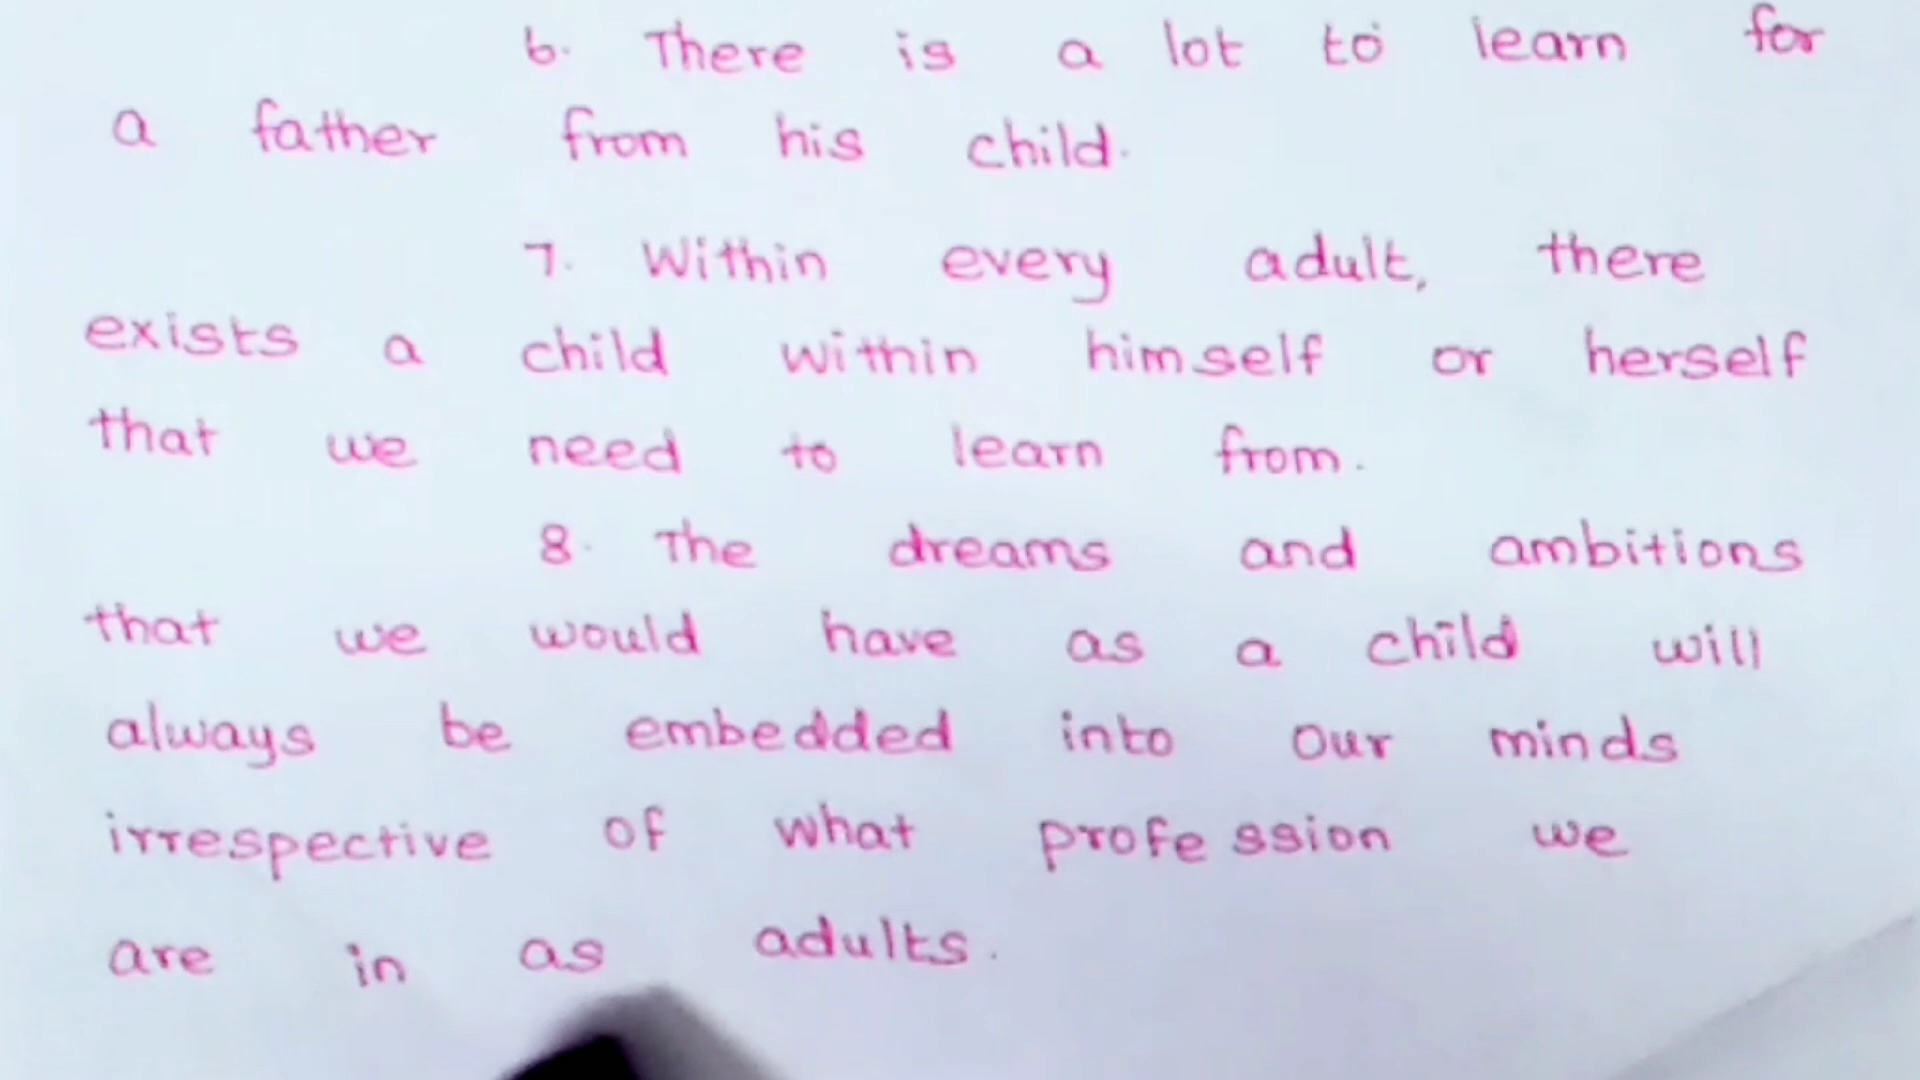 6. There is a lot to learn for
a father from his child.
7. Within every adult, there
exists a child within himself or herself
that we need to learn from.
8. The dreams and ambitions
that we would have as a child will
always be embedded into our minds
irrespective of what profession we
are in as adults.